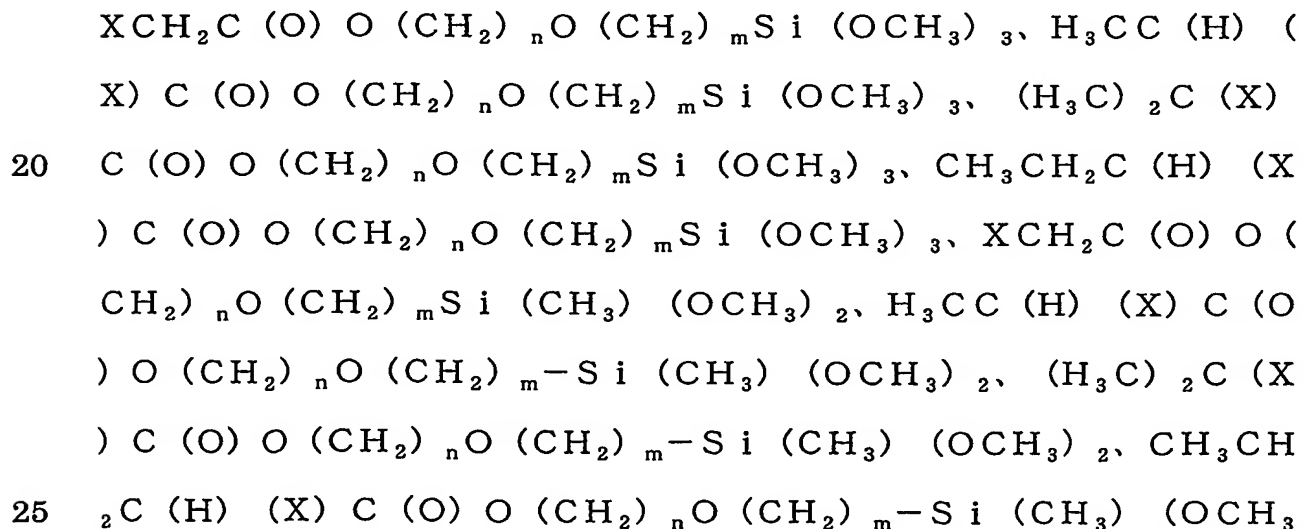 XCH₂C (O) O (CH₂) ₙO (CH₂) ₘS i (OCH₃) ₃、H₃CC (H) (
X) C (O) O (CH₂) ₙO (CH₂) ₘS i (OCH₃) ₃、 (H₃C) ₂C (X)
20 C (O) O (CH₂) ₙO (CH₂) ₘS i (OCH₃) ₃、CH₃CH₂C (H) (X
) C (O) O (CH₂) ₙO (CH₂) ₘS i (OCH₃) ₃、XCH₂C (O) O (
CH₂) ₙO (CH₂) ₘS i (CH₃) (OCH₃) ₂、H₃CC (H) (X) C (O
) O (CH₂) ₙO (CH₂) ₘ−S i (CH₃) (OCH₃) ₂、 (H₃C) ₂C (X
) C (O) O (CH₂) ₙO (CH₂) ₘ−S i (CH₃) (OCH₃) ₂、CH₃CH
25 ₂C (H) (X) C (O) O (CH₂) ₙO (CH₂) ₘ−S i (CH₃) (OCH₃